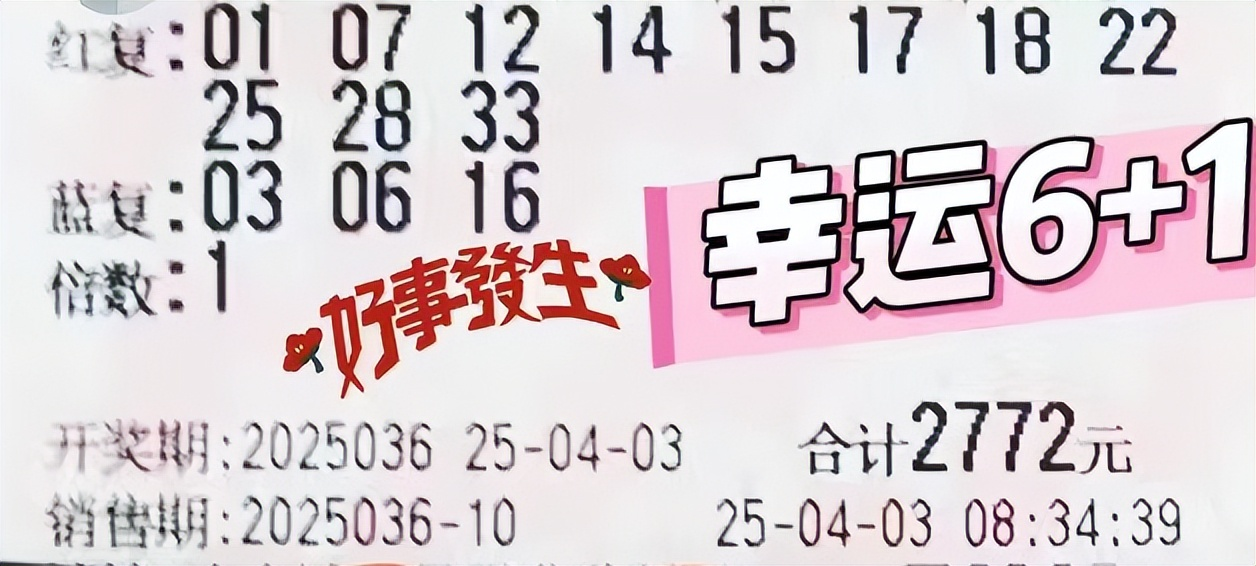 红复:01 07 12 14 15 17 18 22
25 28 33
蓝复:03 06 16
倍数:1
好事發生
幸运6+1
开奖期:2025036 25-04-03 合计2772元
销售期:2025036-10 25-04-03 08:34:39